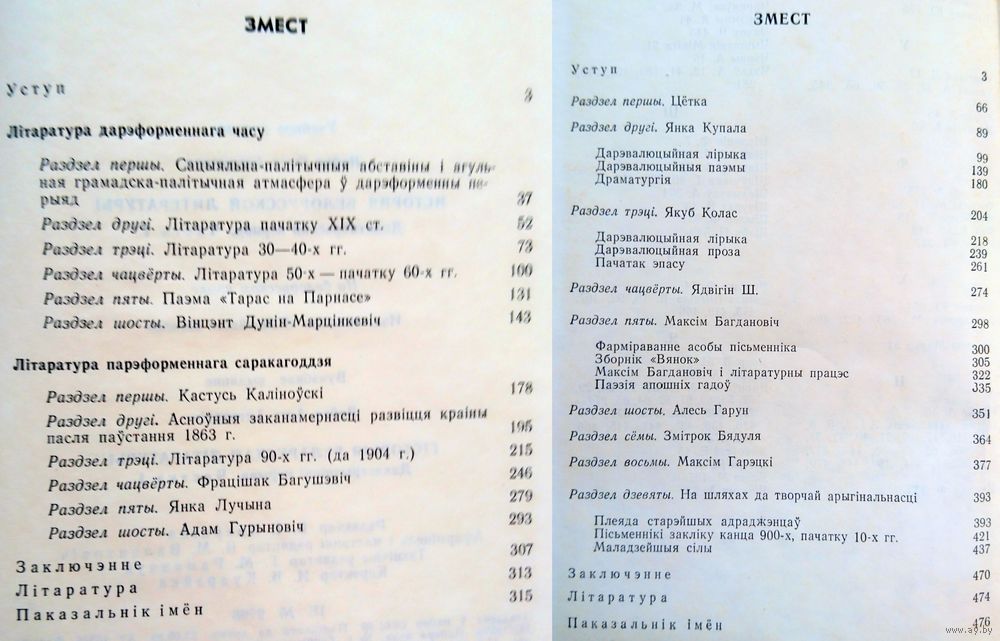 ЗМЕСТ
Уступ 3
Літаратура дарэформеннага часу
Раздзел першы. Сацыяльна-палітычныя абставіны і агуль-
ная грамадска-палітычная атмасфера ў дарэформенны пе-
рыяд 37
Раздзел другі. Літаратура пачатку XIX ст. 52
Раздзел трэці. Літаратура 30—40-х гг. 73
Раздзел чацвёрты. Літаратура 50-х — пачатку 60-х гг. 100
Раздзел пяты. Паэма «Тарас на Парнасе» 131
Раздзел шосты. Вінцэнт Дунін-Марцінкевіч 143
Літаратура парэформеннага саракагоддзя
Раздзел першы. Кастусь Каліноўскі 178
Раздзел другі. Асноўныя заканамернасці развіцця краіны
пасля паўстання 1863 г. 195
Раздзел трэці. Літаратура 90-х гг. (да 1904 г.) 215
Раздзел чацвёрты. Фраційшак Багушэвіч 246
Раздзел пяты. Янка Лучына 279
Раздзел шосты. Адам Гурыновіч 293
Заключэнне 307
Літаратура 313
Паказальнік імён 315
ЗМЕСТ
Уступ 3
Раздзел першы. Цётка 66
Раздзел другі. Янка Купала 89
Дарэвалюцыйная лірыка 99
Дарэвалюцыйныя паэмы 139
Драматургія 180
Раздзел трэці. Якуб Колас 204
Дарэвалюцыйная лірыка 218
Дарэвалюцыйная проза 239
Пачатак эпасу 261
Раздзел чацвёрты. Ядвігін Ш. 274
Раздзел пяты. Максім Багдановіч 298
Фарміраванне асобы пісьменніка 300
Зборнік «Вянок» 305
Максім Багдановіч і літаратурны працэс 322
Паэзія апошніх гадоў 335
Раздзел шосты. Алесь Гарун 351
Раздзел сёмы. Змітрок Бядуля 364
Раздзел восьмы. Максім Гарэцкі 377
Раздзел дзевяты. На шляхах да творчай арыгінальнасці 393
Плеяда старэйшых адраджэнцаў 393
Пісьменнікі закліку канца 900-х, пачатку 10-х гг. 421
Маладзейшыя сілы 437
Заключэнне 470
Літаратура 474
Паказальнік імён 476
www.ay.by